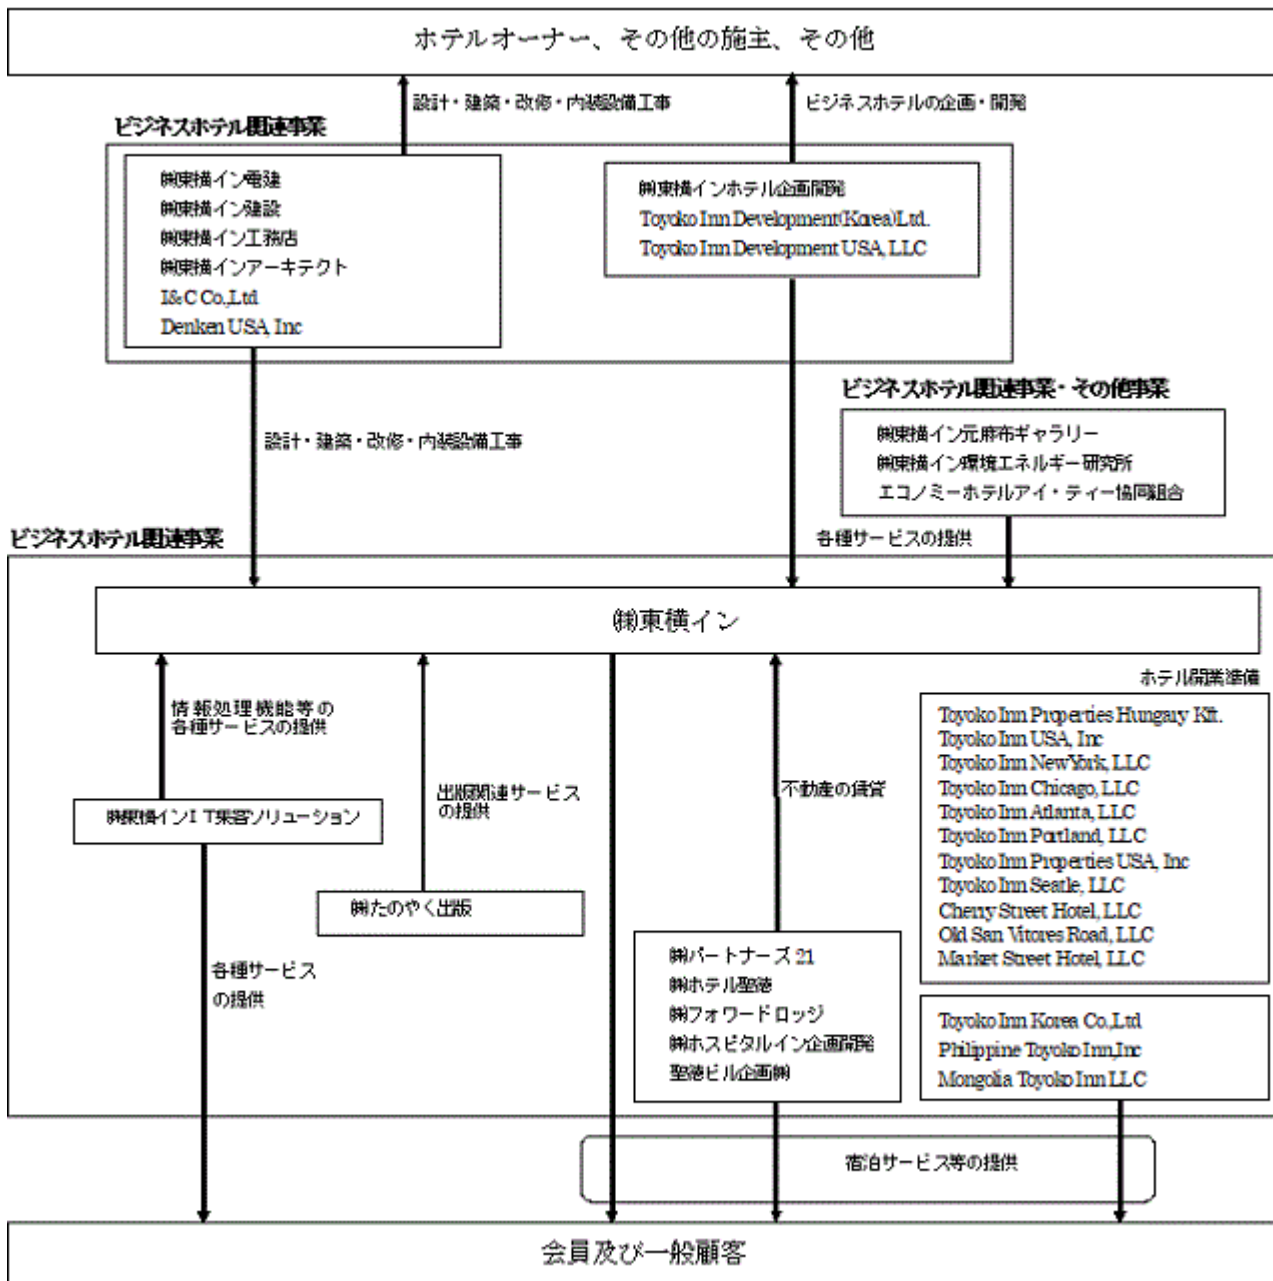 ホテルオーナー、その他の施主、その他
設計・建築・改修・内装設備工事
ビジネスホテルの企画・開発
ビジネスホテル関連事業
㈱東横イン電建
㈱東横イン建設
㈱東横イン工務店
㈱東横インアーキテクト
I&C Co.,Ltd
Denken USA, Inc
㈱東横インホテル企画開発
Toyoko Inn Development(Korea)Ltd.
Toyoko Inn Development USA, LLC
ビジネスホテル関連事業・その他事業
㈱東横イン元麻布ギャラリー
㈱東横イン環境エネルギー研究所
エコノミーホテルアイ・ティー協同組合
設計・建築・改修・内装設備工事
各種サービスの提供
ビジネスホテル関連事業
㈱東横イン
情報処理機能等の
各種サービスの提供
㈱東横インＩＴ集客ソリューション
出版関連サービス
の提供
㈱たのやく出版
不動産の賃貸
各種サービス
の提供
㈱パートナーズ21
㈱ホテル聖徳
㈱フォワードロッジ
㈱ホスピタルイン企画開発
聖徳ビル企画㈱
ホテル開業準備
Toyoko Inn Properties Hungary Kft.
Toyoko Inn USA, Inc
Toyoko Inn NewYork, LLC
Toyoko Inn Chicago, LLC
Toyoko Inn Atlanta, LLC
Toyoko Inn Portland, LLC
Toyoko Inn Properties USA, Inc
Toyoko Inn Seatle, LLC
Cherry Street Hotel, LLC
Old San Vitores Road, LLC
Market Street Hotel, LLC
Toyoko Inn Korea Co.,Ltd
Philippine Toyoko Inn,Inc
Mongolia Toyoko Inn LLC
宿泊サービス等の提供
会員及び一般顧客